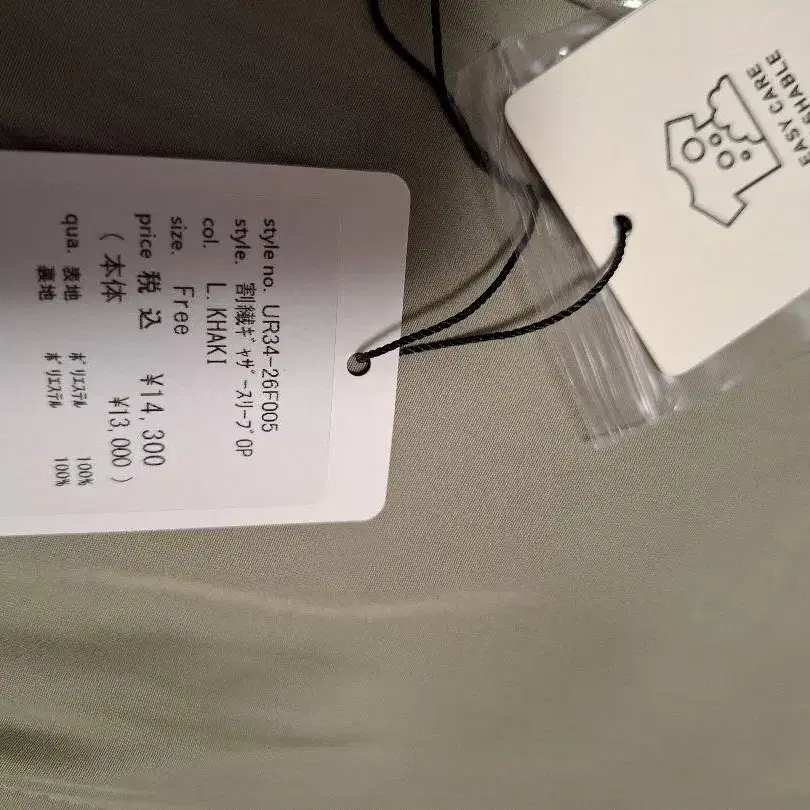 style no. UR34-26F005
style. 割繊ギャザースリーブOP
col. L.KHAKI
size. Free
price 税込 ¥14,300
(本体 ¥13,000)
qua. 表地 ポリエステル 100%
裏地 ポリエステル 100%
EASY CARE
SHABLE